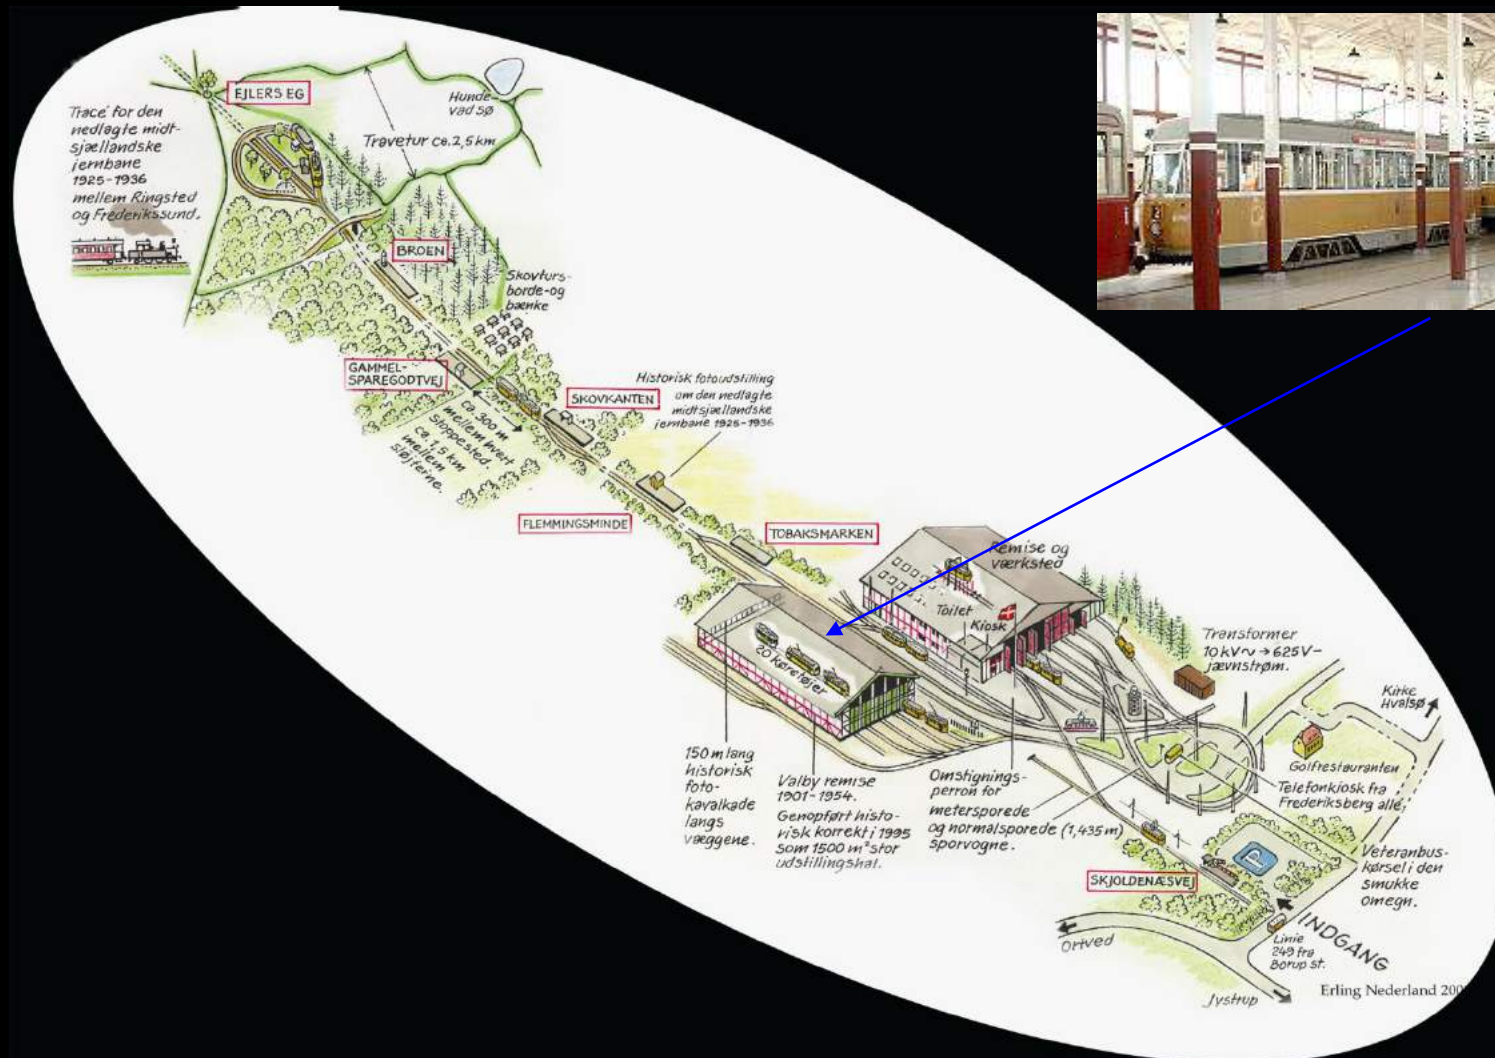 EJLERS EG
Tracé for den
nedlagte midt-
sjællandske
jernbane
1925-1936
mellem Ringsted
og Frederikssund.
Hunde-
vad sø
Travetur ca. 2,5 km
BROEN
Skovturs-
borde-og
bænke
GAMMEL-
SPAREGODTVEJ
SKOVKANTEN
ca. 300 m
mellem hvert
stoppested.
ca. 1,5 km
mellem
sløjferne.
Historisk fotoudstilling
om den nedlagte
midtsjællandske
jernbane 1925-1936
FLEMMINGSMINDE
TOBAKSMARKEN
Remise og
værksted
Toilet
Kiosk
20 køretøjer
Transformer
10 kV~ → 625 V-
jævnstrøm.
Kirke
Hvalsø
Golfrestauranten
Telefonkiosk fra
Frederiksberg allé,
150 m lang
historisk
foto-
kavalkade
langs
væggene.
Valby remise
1901-1954.
Genopført histo-
risk korrekt i 1995
som 1500 m² stor
udstillingshal.
Omstignings-
perron for
metersporede
og normalsporede (1,435 m)
sporvogne.
P
Veteranbus-
kørsel i den
smukke
omegn.
SKJOLDENÆSVEJ
INDGANG
Linie
249 fra
Borup st.
Ortved
Jystrup
Erling Nederland 200